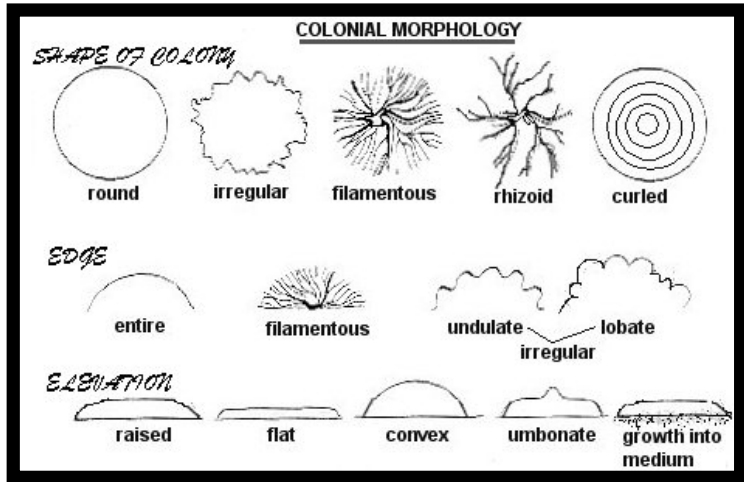 COLONIAL MORPHOLOGY
SHAPE OF COLONY
round irregular filamentous rhizoid curled
EDGE
entire filamentous undulate lobate
irregular
ELEVATION
raised flat convex umbonate growth into
medium